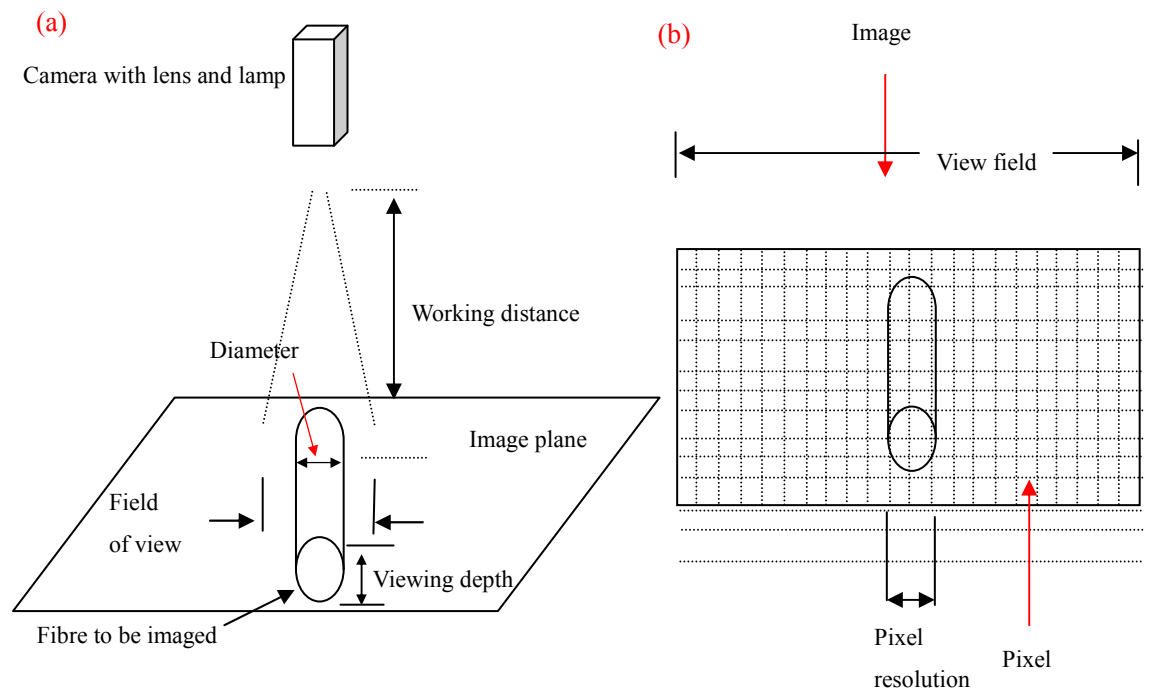 (a)
Camera with lens and lamp
Working distance
Diameter
Image plane
Field
of view
Viewing depth
Fibre to be imaged
(b)
Image
View field
Pixel
resolution
Pixel